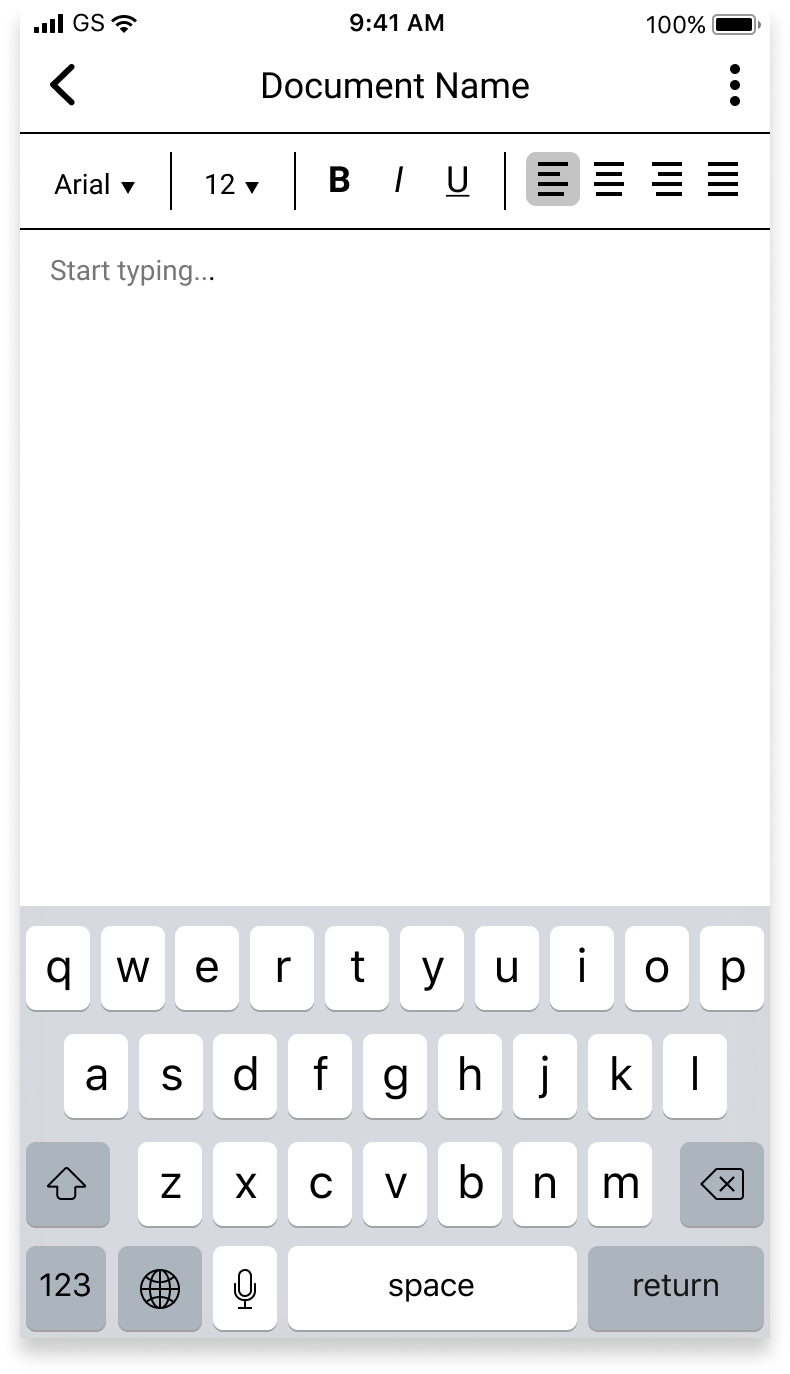 GS 9:41 AM 100%
Document Name
Arial 12 B I U
Start typing...
q w e r t y u i o p
a s d f g h j k l
z x c v b n m
123 space return